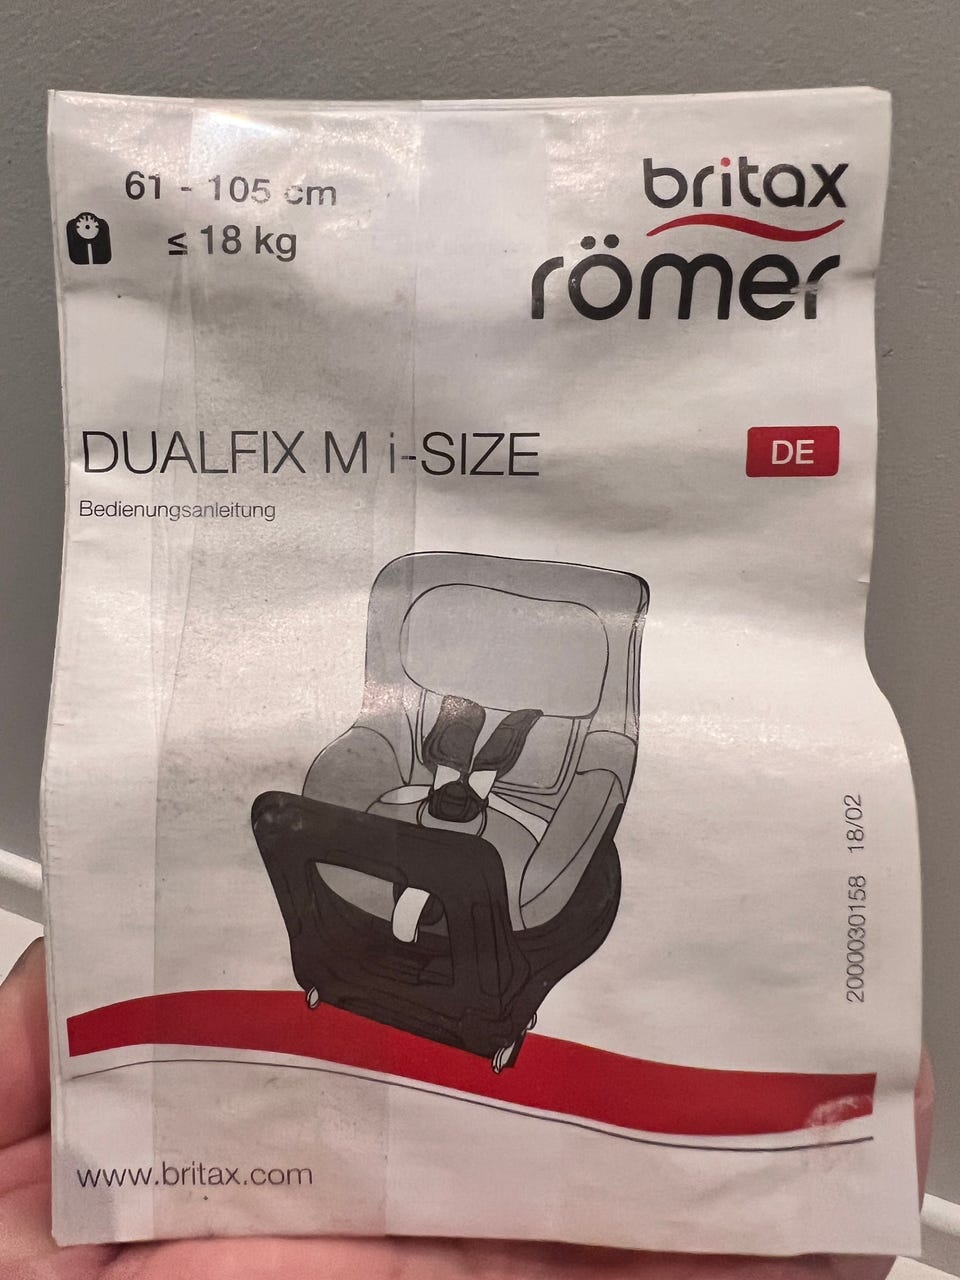 61 - 105 cm
≤ 18 kg
britax
römer
DUALFIX M i-SIZE
DE
Bedienungsanleitung
2000030158 18/02
www.britax.com